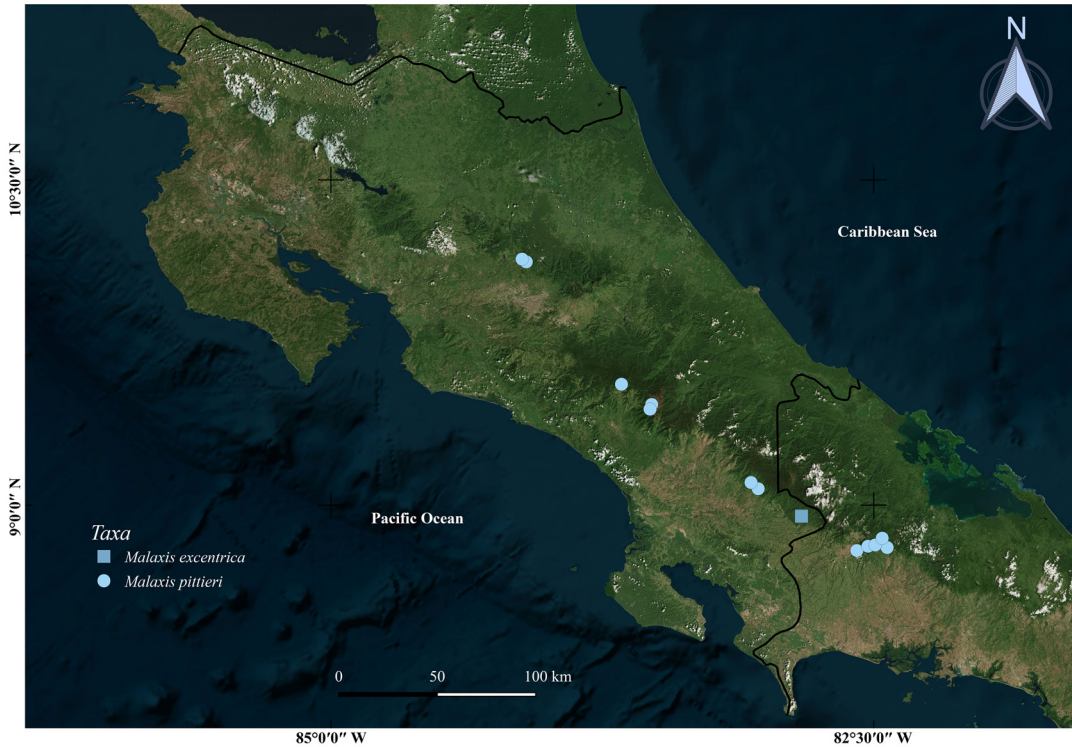 N
10°30′0″ N
Caribbean Sea
9°0′0″ N
Pacific Ocean
Taxa
Malaxis excentrica
Malaxis pittieri
0 50 100 km
85°0′0″ W 82°30′0″ W